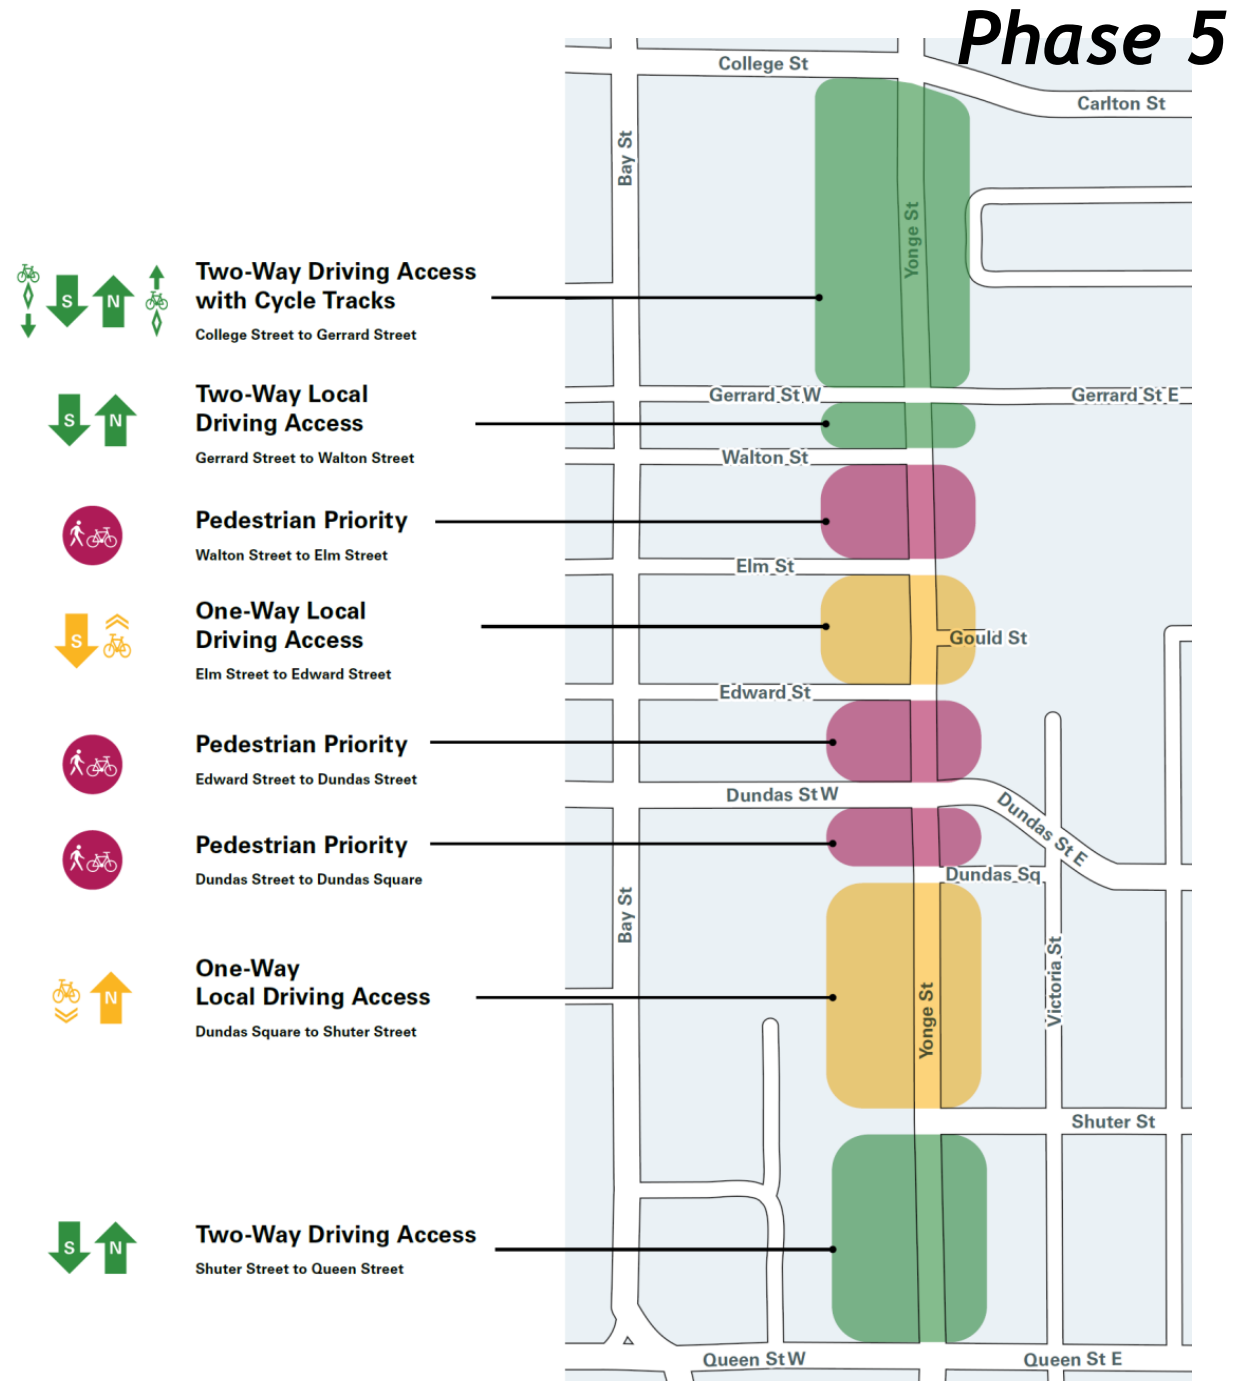 Phase 5
College St
Carlton St
Bay St
Yonge St
Two-Way Driving Access
with Cycle Tracks
College Street to Gerrard Street
S
N
Two-Way Local
Driving Access
Gerrard Street to Walton Street
S
N
Gerrard St W
Gerrard St E
Walton St
Pedestrian Priority
Walton Street to Elm Street
Elm St
One-Way Local
Driving Access
Elm Street to Edward Street
S
Gould St
Edward St
Pedestrian Priority
Edward Street to Dundas Street
Dundas St W
Dundas St E
Pedestrian Priority
Dundas Street to Dundas Square
Dundas Sq
Bay St
Victoria St
Yonge St
One-Way
Local Driving Access
Dundas Square to Shuter Street
N
Shuter St
Two-Way Driving Access
Shuter Street to Queen Street
S
N
Queen St W
Queen St E